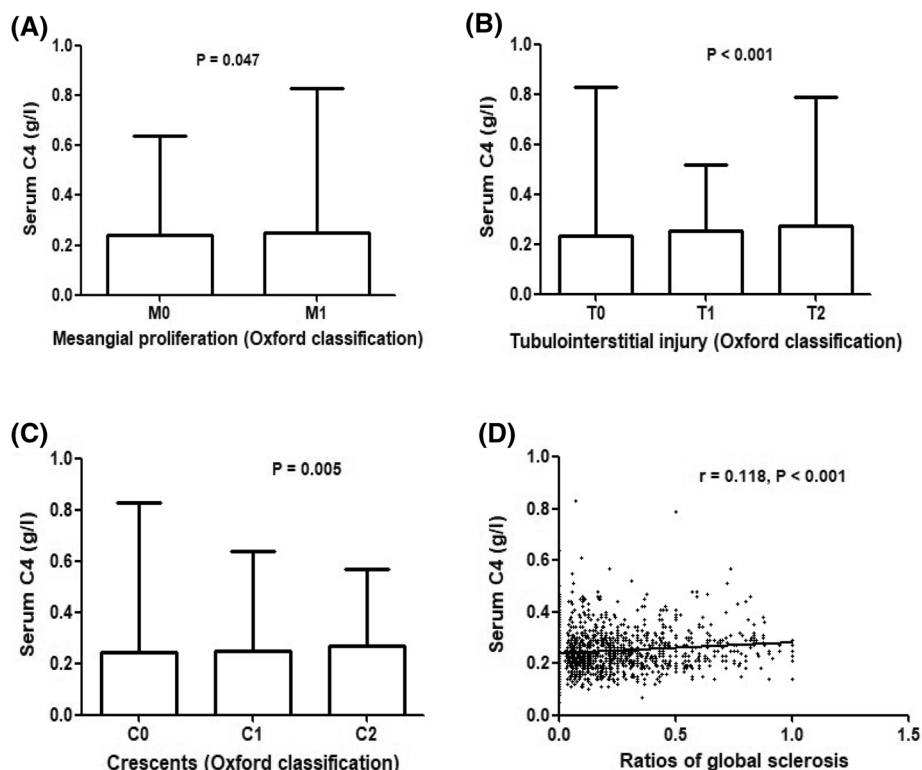 (A)
P = 0.047
Serum C4 (g/l)
1.0
0.8
0.6
0.4
0.2
0.0
M0 M1
Mesangial proliferation (Oxford classification)
(B)
P < 0.001
Serum C4 (g/l)
1.0
0.8
0.6
0.4
0.2
0.0
T0 T1 T2
Tubulointerstitial injury (Oxford classification)
(C)
P = 0.005
Serum C4 (g/l)
1.0
0.8
0.6
0.4
0.2
0.0
C0 C1 C2
Crescents (Oxford classification)
(D)
r = 0.118, P < 0.001
Serum C4 (g/l)
1.0
0.8
0.6
0.4
0.2
0.0
0.0 0.5 1.0 1.5
Ratios of global sclerosis